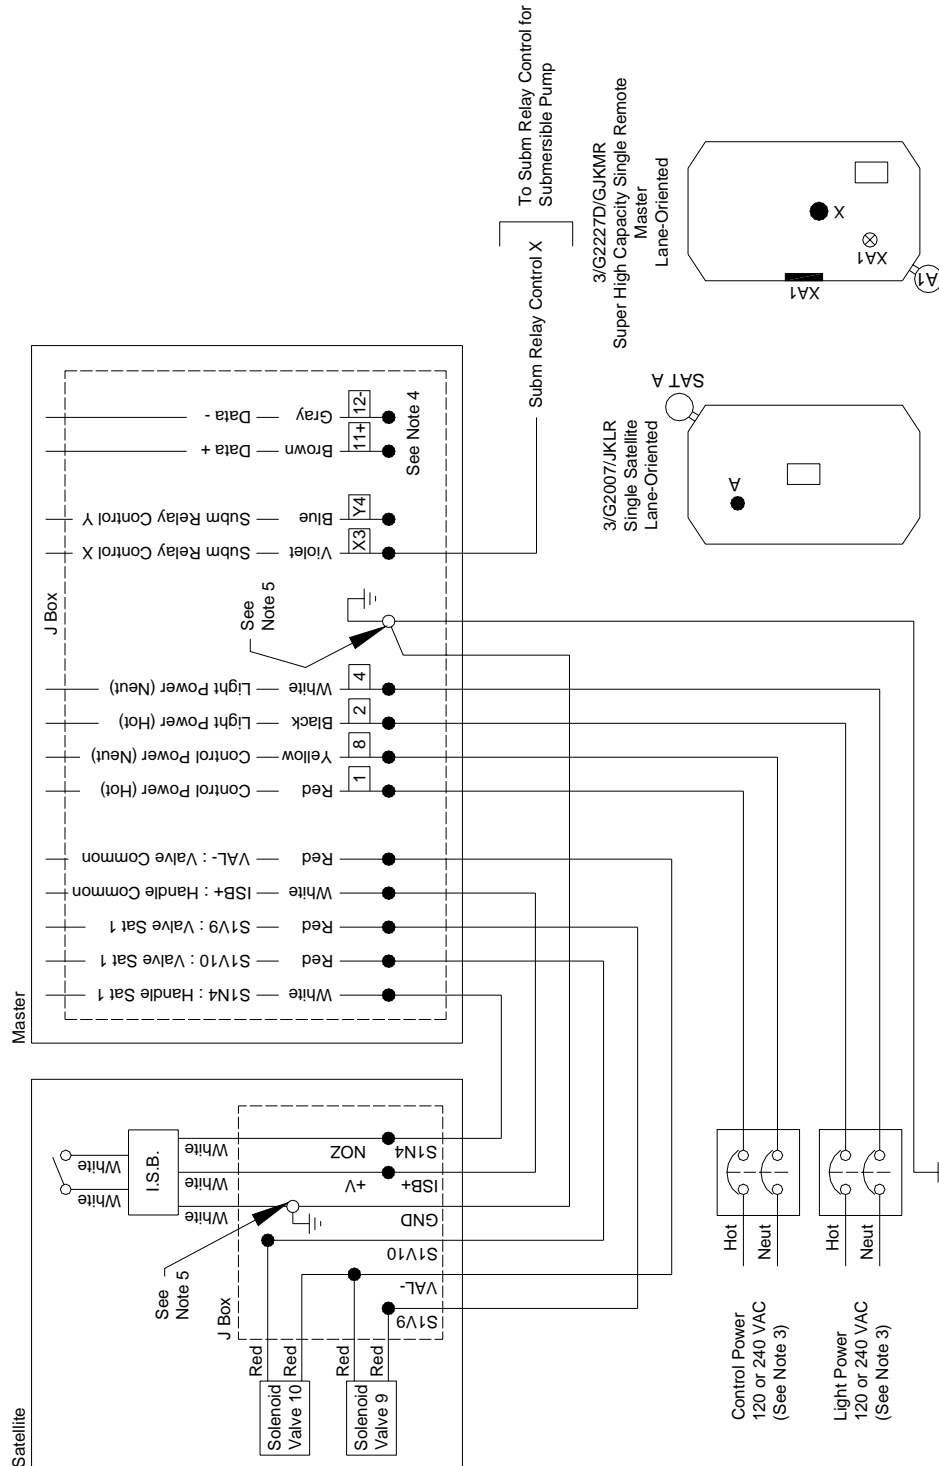 Satellite
Solenoid
Valve 10
Red
Red
Solenoid
Valve 9
Red
Red
J Box
See
Note 5
White
White
I.S.B.
White
White
White
NOZ
+V
S1N4
ISB+
GND
S1V10
VAL-
S1V9
Master
J Box
S1N4 : Handle Sat 1
White
S1V10 : Valve Sat 1
Red
S1V9 : Valve Sat 1
Red
ISB+ : Handle Common
White
VAL- : Valve Common
Red
Control Power (Hot)
Red
1
Control Power (Neut)
Yellow
8
Light Power (Hot)
Black
2
Light Power (Neut)
White
4
See
Note 5
Subm Relay Control X
Violet
X3
Subm Relay Control Y
Blue
Y4
Data +
Brown
11+
Data -
Gray
12-
See Note 4
Subm Relay Control X
To Subm Relay Control for
Submersible Pump
Control Power
120 or 240 VAC
(See Note 3)
Hot
Neut
Light Power
120 or 240 VAC
(See Note 3)
Hot
Neut
3/G2007/JKLR
Single Satellite
Lane-Oriented
A
SAT A
3/G2227D/GJKMR
Super High Capacity Single Remote
Master
Lane-Oriented
XA1
XA1
X
A1